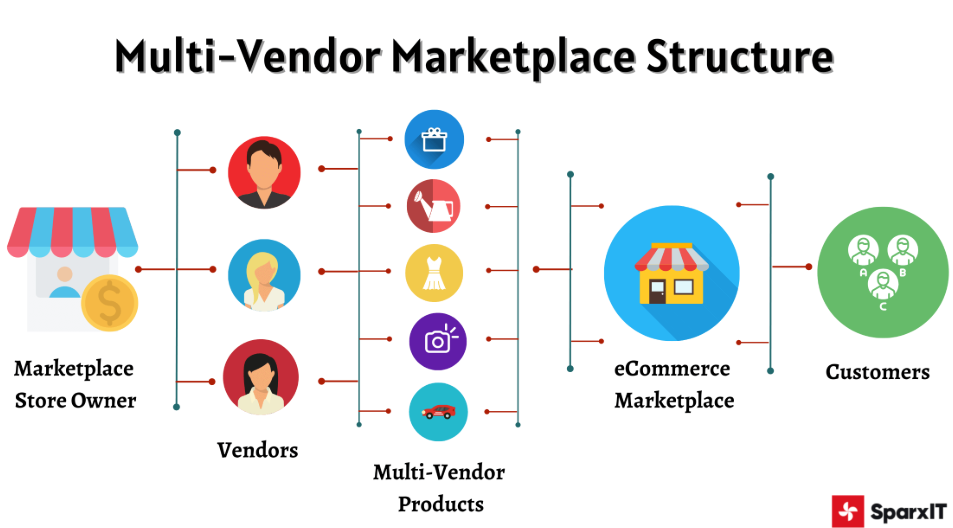 Multi-Vendor Marketplace Structure
Marketplace
Store Owner
Vendors
Multi-Vendor
Products
eCommerce
Marketplace
A B
C
Customers
$
SparxIT